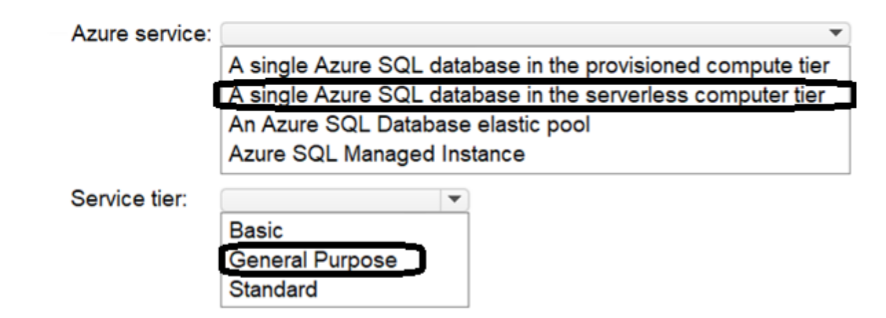 Azure service:
A single Azure SQL database in the provisioned compute tier
A single Azure SQL database in the serverless computer tier
An Azure SQL Database elastic pool
Azure SQL Managed Instance
Service tier:
Basic
General Purpose
Standard